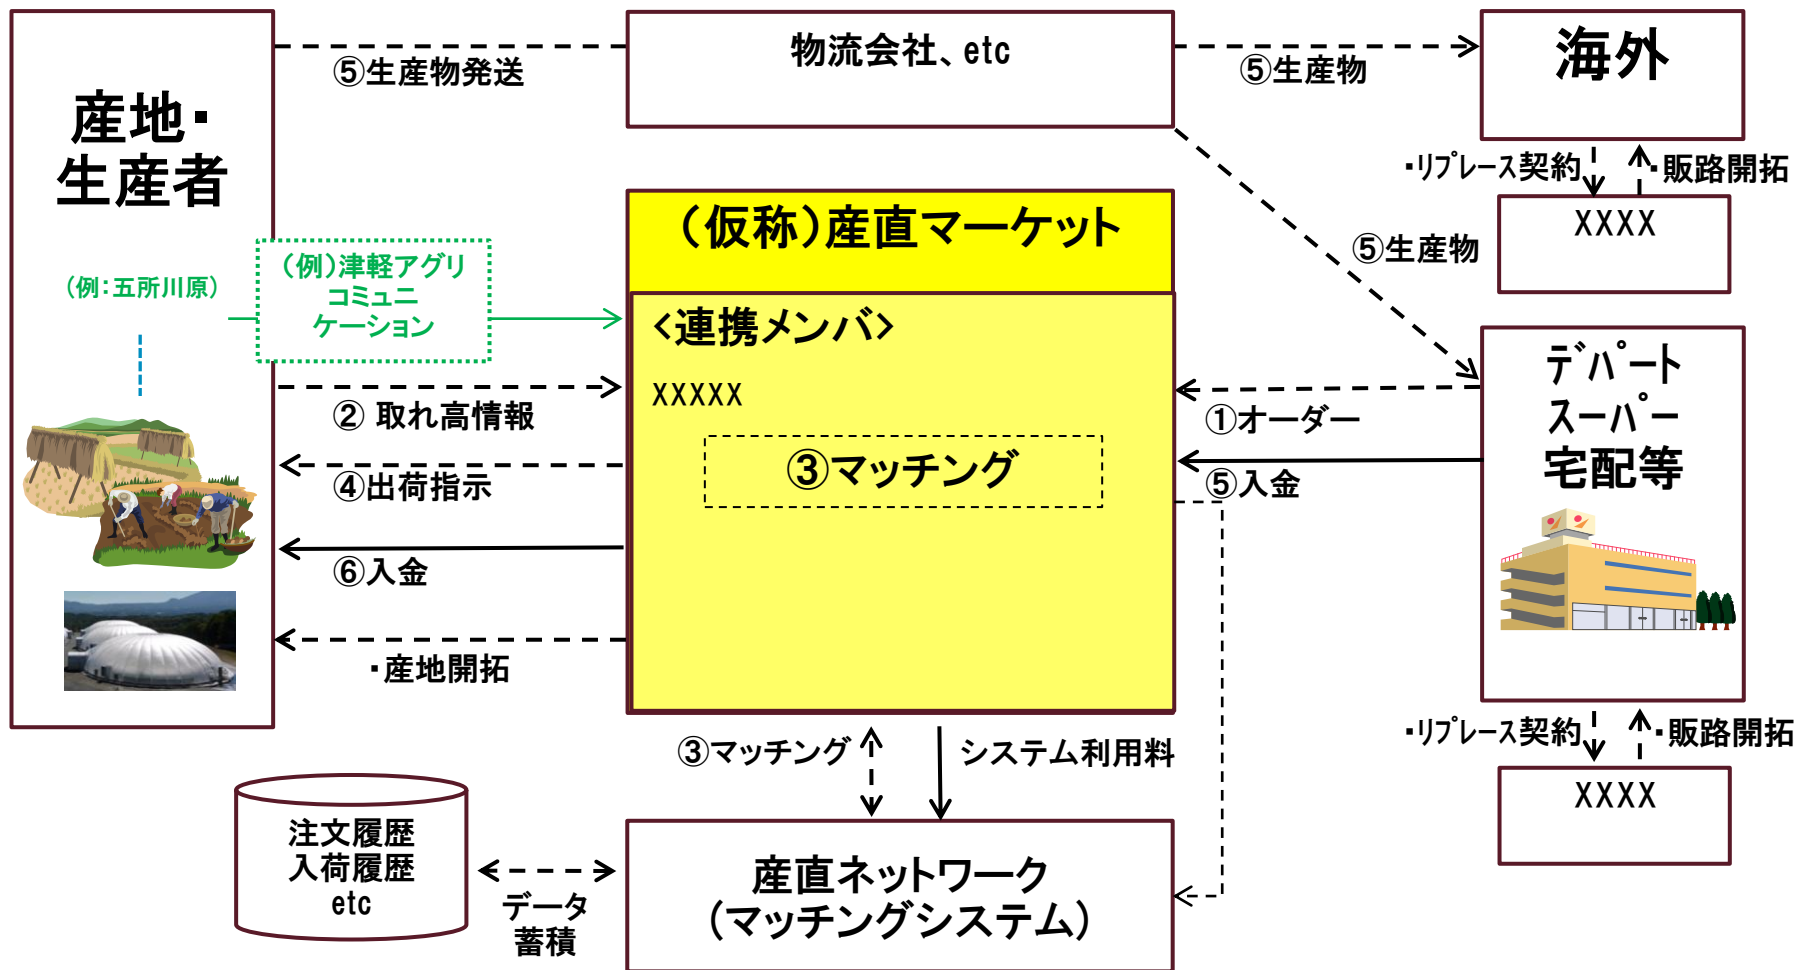 産地・
生産者
（例：五所川原）
（例）津軽アグリ
コミュニ
ケーション
⑤生産物発送
物流会社、etc
⑤生産物
海外
・リプレース契約
・販路開拓
XXXX
⑤生産物
（仮称）産直マーケット
<連携メンバ>
XXXXX
③マッチング
② 取れ高情報
④出荷指示
⑥入金
・産地開拓
①オーダー
⑤入金
デパート
スーパー
宅配等
・リプレース契約
・販路開拓
XXXX
③マッチング
システム利用料
注文履歴
入荷履歴
etc
データ
蓄積
産直ネットワーク
（マッチングシステム）